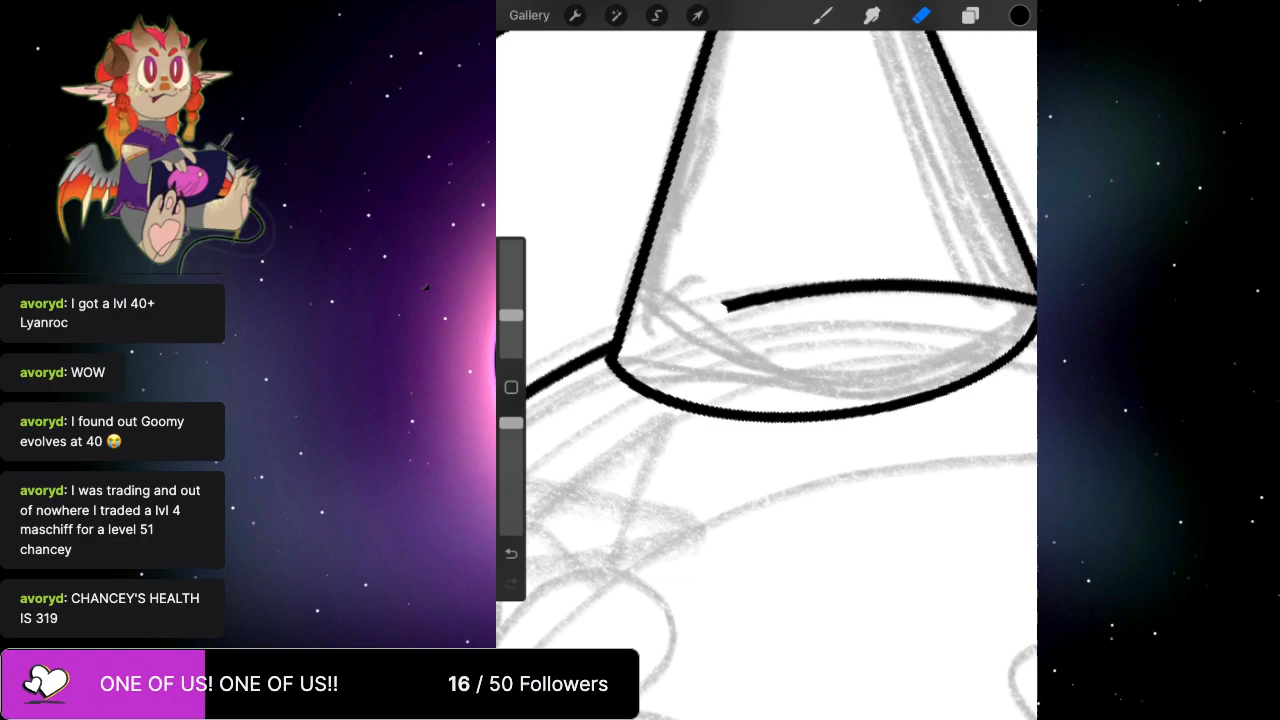 Gallery
avoryd: I got a lvl 40+
Lyanroc
avoryd: WOW
avoryd: I found out Goomy
evolves at 40 😭
avoryd: I was trading and out
of nowhere I traded a lvl 4
maschiff for a level 51
chancey
avoryd: CHANCEY'S HEALTH
IS 319
ONE OF US! ONE OF US!!
16 / 50 Followers